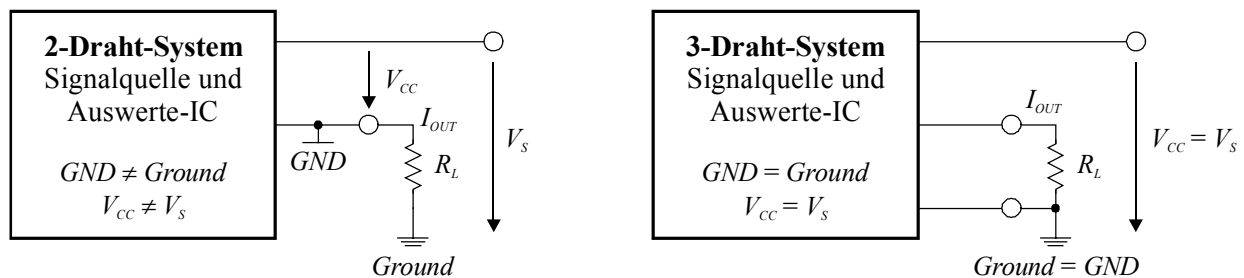 2-Draht-System
Signalquelle und
Auswerte-IC
GND ≠ Ground
V_CC ≠ V_S
V_CC
I_OUT
GND
R_L
V_S
Ground
3-Draht-System
Signalquelle und
Auswerte-IC
GND = Ground
V_CC = V_S
I_OUT
R_L
V_CC = V_S
Ground = GND